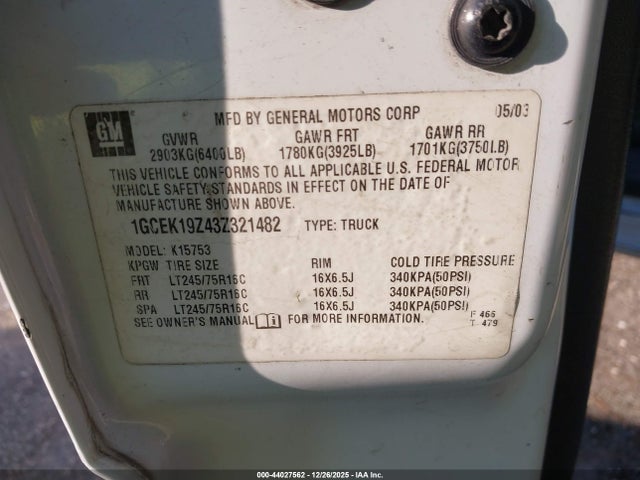 GM
MFD BY GENERAL MOTORS CORP 05/03
GVWR GAWR FRT GAWR RR
2903KG(6400LB) 1780KG(3925LB) 1701KG(3750LB)
THIS VEHICLE CONFORMS TO ALL APPLICABLE U.S. FEDERAL MOTOR
VEHICLE SAFETY STANDARDS IN EFFECT ON THE DATE OF
MANUFACTURE SHOWN ABOVE.
1GCEK19Z43Z321482 TYPE: TRUCK
MODEL: K15753
KPGW TIRE SIZE RIM COLD TIRE PRESSURE
FRT LT245/75R16C 16X6.5J 340KPA(50PSI)
RR LT245/75R16C 16X6.5J 340KPA(50PSI)
SPA LT245/75R16C 16X6.5J 340KPA(50PSI)
SEE OWNER'S MANUAL FOR MORE INFORMATION. F 466
T 479
000-44027562 - 12/26/2025 - IAAI.COM